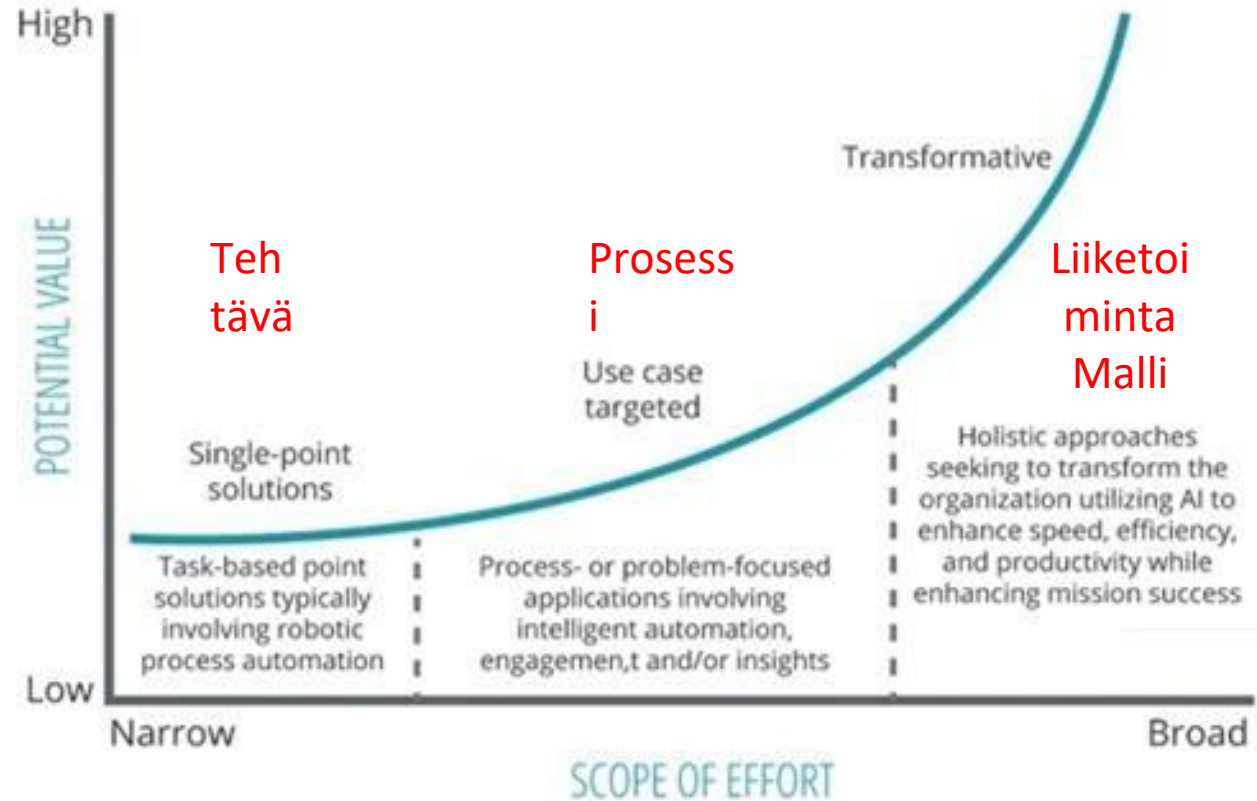 High
POTENTIAL VALUE
Low
Teh
tävä
Single-point
solutions
Task-based point
solutions typically
involving robotic
process automation
Prosess
i
Use case
targeted
Process- or problem-focused
applications involving
intelligent automation,
engagemen,t and/or insights
Transformative
Liiketoi
minta
Malli
Holistic approaches
seeking to transform the
organization utilizing AI to
enhance speed, efficiency,
and productivity while
enhancing mission success
Narrow
Broad
SCOPE OF EFFORT